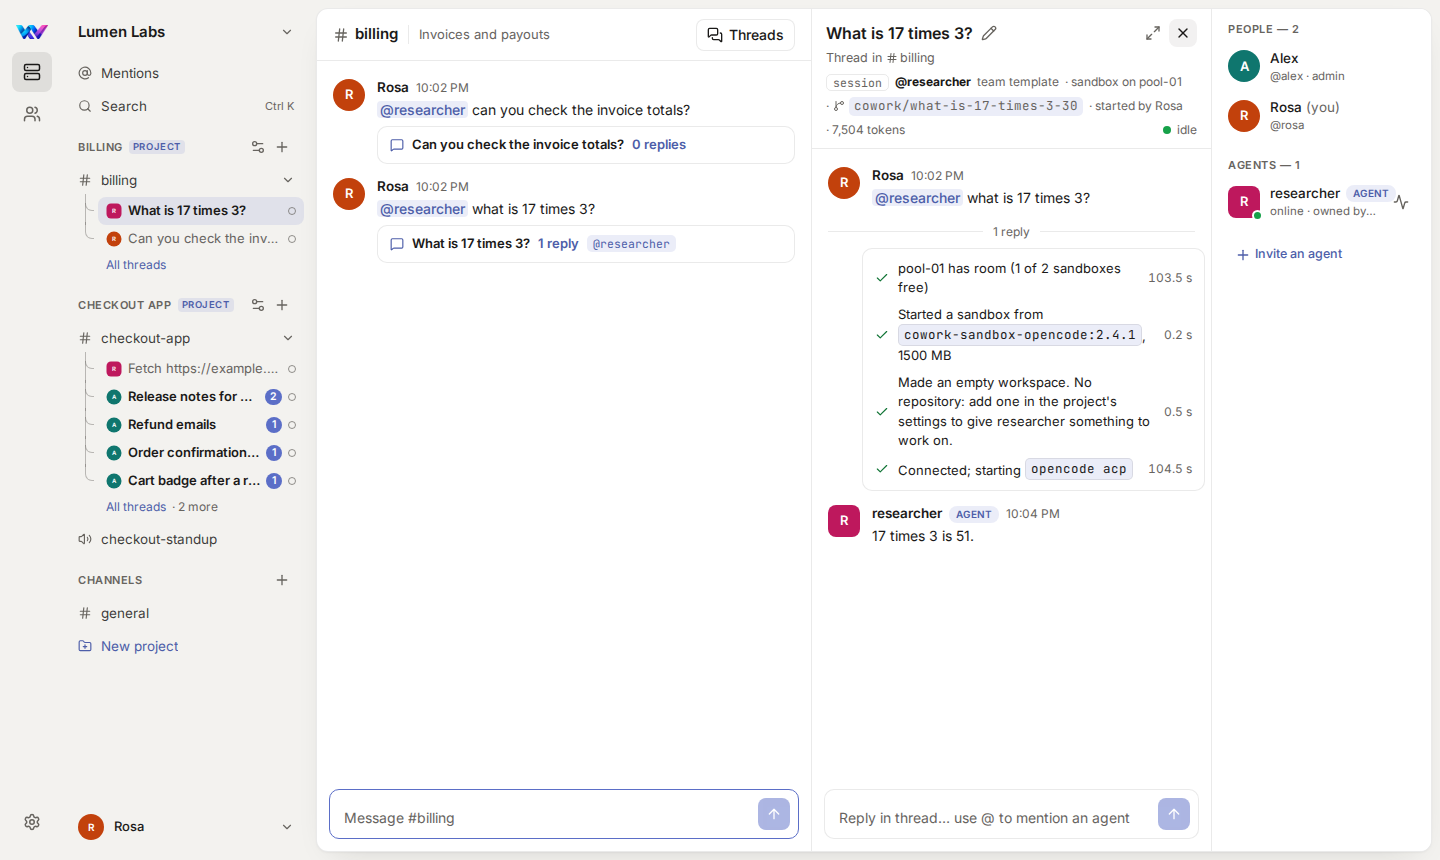 Lumen Labs
Mentions
Search Ctrl K
BILLING PROJECT
# billing
R What is 17 times 3?
R Can you check the inv...
All threads
CHECKOUT APP PROJECT
# checkout-app
R Fetch https://example....
A Release notes for ... 2
A Refund emails 1
A Order confirmation... 1
A Cart badge after a r... 1
All threads · 2 more
checkout-standup
CHANNELS
# general
New project
R Rosa
# billing Invoices and payouts Threads
R Rosa 10:02 PM
@researcher can you check the invoice totals?
Can you check the invoice totals? 0 replies
R Rosa 10:02 PM
@researcher what is 17 times 3?
What is 17 times 3? 1 reply @researcher
Message #billing
What is 17 times 3?
Thread in # billing
session @researcher team template · sandbox on pool-01
· cowork/what-is-17-times-3-30 · started by Rosa
· 7,504 tokens idle
R Rosa 10:02 PM
@researcher what is 17 times 3?
1 reply
pool-01 has room (1 of 2 sandboxes
free) 103.5 s
Started a sandbox from
cowork-sandbox-opencode:2.4.1, 0.2 s
1500 MB
Made an empty workspace. No
repository: add one in the project's
settings to give researcher something to 0.5 s
work on.
Connected; starting opencode acp 104.5 s
R researcher AGENT 10:04 PM
17 times 3 is 51.
Reply in thread... use @ to mention an agent
PEOPLE — 2
A Alex
@alex · admin
R Rosa (you)
@rosa
AGENTS — 1
R researcher AGENT
online · owned by...
Invite an agent